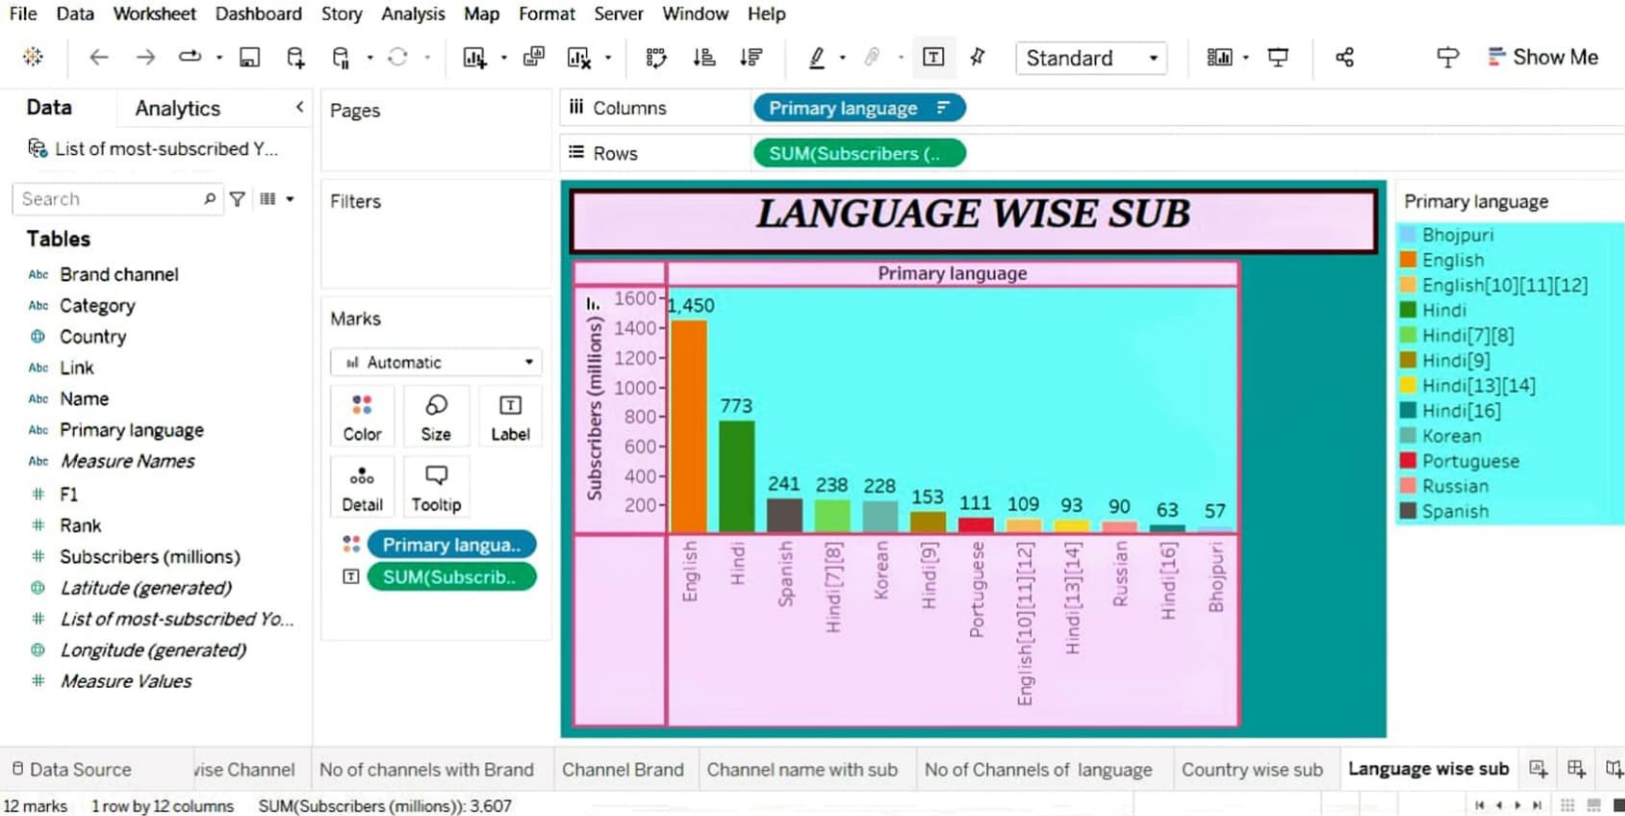 File Data Worksheet Dashboard Story Analysis Map Format Server Window Help
Standard
Show Me
Data Analytics
List of most-subscribed Y...
Search
Tables
Abc Brand channel
Abc Category
Country
Abc Link
Abc Name
Abc Primary language
Abc Measure Names
# F1
# Rank
# Subscribers (millions)
Latitude (generated)
# List of most-subscribed Yo...
Longitude (generated)
# Measure Values
Pages
Filters
Marks
Automatic
Color Size Label
Detail Tooltip
Primary langua..
SUM(Subscrib..
Columns Primary language
Rows SUM(Subscribers (..
LANGUAGE WISE SUB
Primary language
Subscribers (millions)
1600
1400
1200
1000
800
600
400
200
1,450
773
241
238
228
153
111
109
93
90
63
57
English
Hindi
Spanish
Hindi[7][8]
Korean
Hindi[9]
Portuguese
English[10][11][12]
Hindi[13][14]
Russian
Hindi[16]
Bhojpuri
Primary language
Bhojpuri
English
English[10][11][12]
Hindi
Hindi[7][8]
Hindi[9]
Hindi[13][14]
Hindi[16]
Korean
Portuguese
Russian
Spanish
Data Source vise Channel No of channels with Brand Channel Brand Channel name with sub No of Channels of language Country wise sub Language wise sub
12 marks 1 row by 12 columns SUM(Subscribers (millions)): 3,607